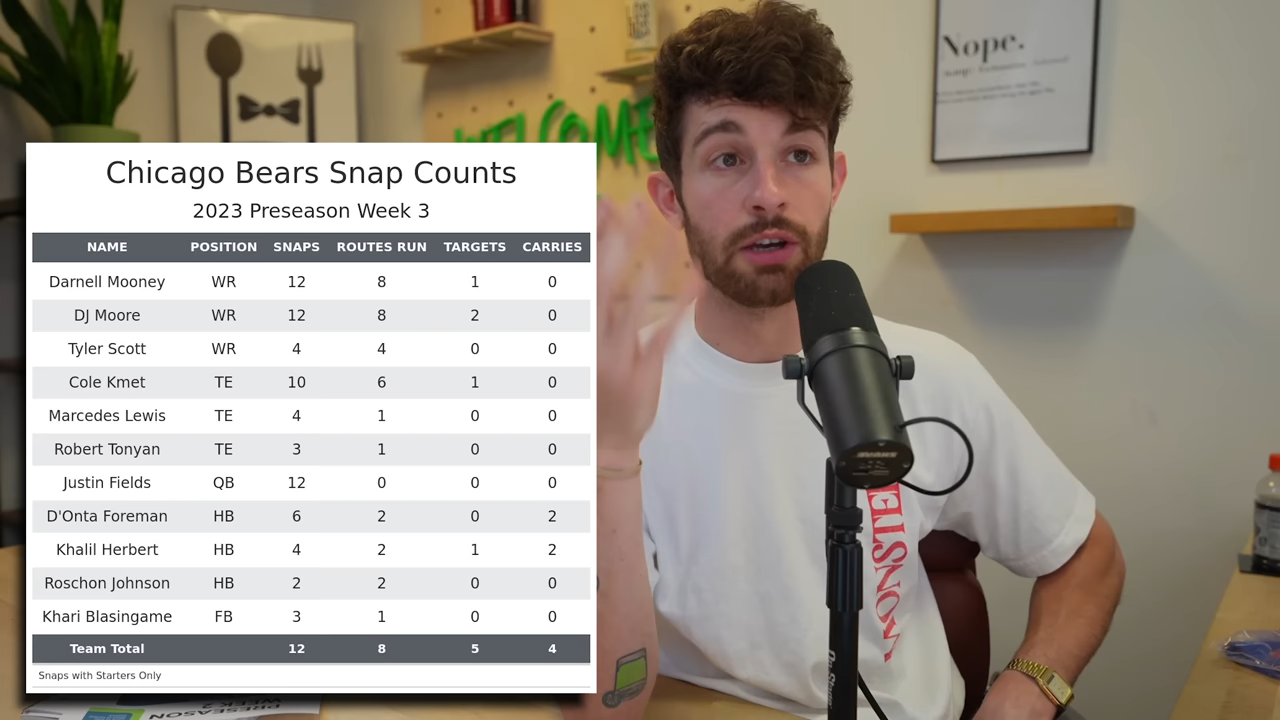 Nope.
WELCOME
Chicago Bears Snap Counts
2023 Preseason Week 3
NAME POSITION SNAPS ROUTES RUN TARGETS CARRIES
Darnell Mooney WR 12 8 1 0
DJ Moore WR 12 8 2 0
Tyler Scott WR 4 4 0 0
Cole Kmet TE 10 6 1 0
Marcedes Lewis TE 4 1 0 0
Robert Tonyan TE 3 1 0 0
Justin Fields QB 12 0 0 0
D'Onta Foreman HB 6 2 0 2
Khalil Herbert HB 4 2 1 2
Roschon Johnson HB 2 2 0 0
Khari Blasingame FB 3 1 0 0
Team Total 12 8 5 4
Snaps with Starters Only
PRESEASON
WEEK 2